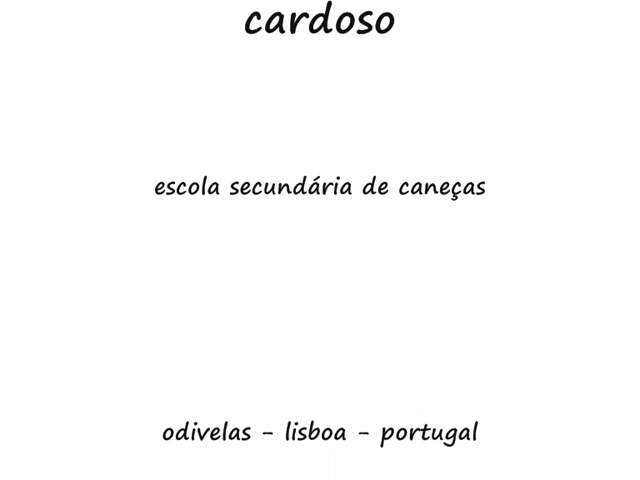 cardoso
escola secundária de caneças
odivelas - lisboa - portugal